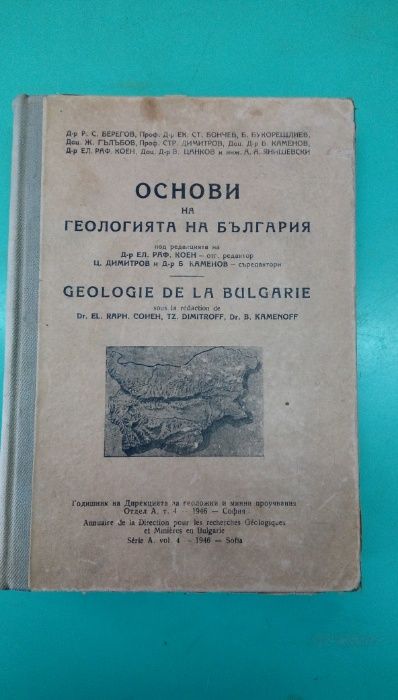 Д-р Р. С. БЕРЕГОВ, Проф. Д-р ЕК. СТ. БОНЧЕВ, Б. БУКОРЕЩЛИЕВ,
Доц. Ж. ГЪЛЪБОВ, Проф. СТР. ДИМИТРОВ, Доц. Д-р Б. КАМЕНОВ,
Д-р ЕЛ. РАФ. КОЕН, Доц. Д-р В. ЦАНКОВ и инж. А. А. ЯНИШЕВСКИ
ОСНОВИ
НА
ГЕОЛОГИЯТА НА БЪЛГАРИЯ
под редакцията на
Д-р ЕЛ. РАФ. КОЕН – отг. редактор
Ц. ДИМИТРОВ и Д-р Б КАМЕНОВ – съредактори
GEOLOGIE DE LA BULGARIE
sous la rédaction de
Dr. EL. RAPH. COHEN, TZ. DIMITROFF, Dr. B. KAMENOFF
Годишник на Дирекцията за геоложки и минни проучвания
Отдел А, т. 4 – 1946 – София
Annuaire de la Direction pour les recherches Géologiques
et Minières en Bulgarie
Série A. vol. 4 – 1946 – Sofia